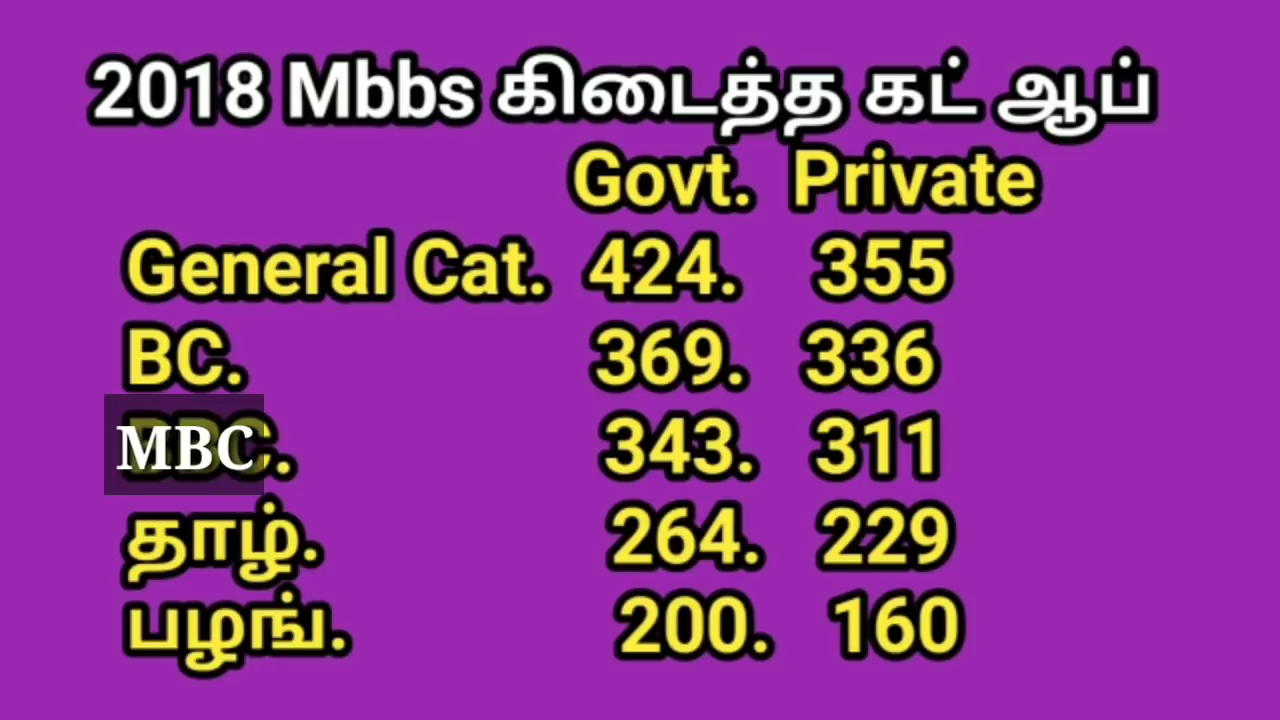 2018 Mbbs கிடைத்த கட் ஆப்
Govt. Private
General Cat. 424. 355
BC. 369. 336
MBC. 343. 311
தாழ். 264. 229
பழங். 200. 160